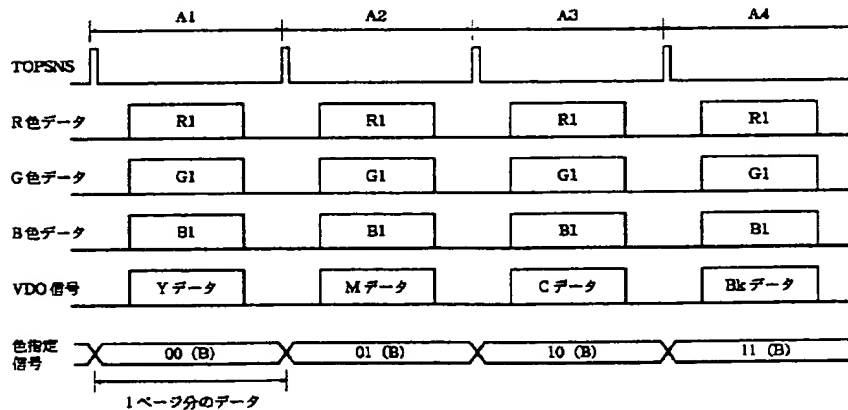 A1 A2 A3 A4
TOPSNS
R色データ R1 R1 R1 R1
G色データ G1 G1 G1 G1
B色データ B1 B1 B1 B1
VDO信号 Yデータ Mデータ Cデータ Bkデータ
色指定
信号 00 (B) 01 (B) 10 (B) 11 (B)
1ページ分のデータ